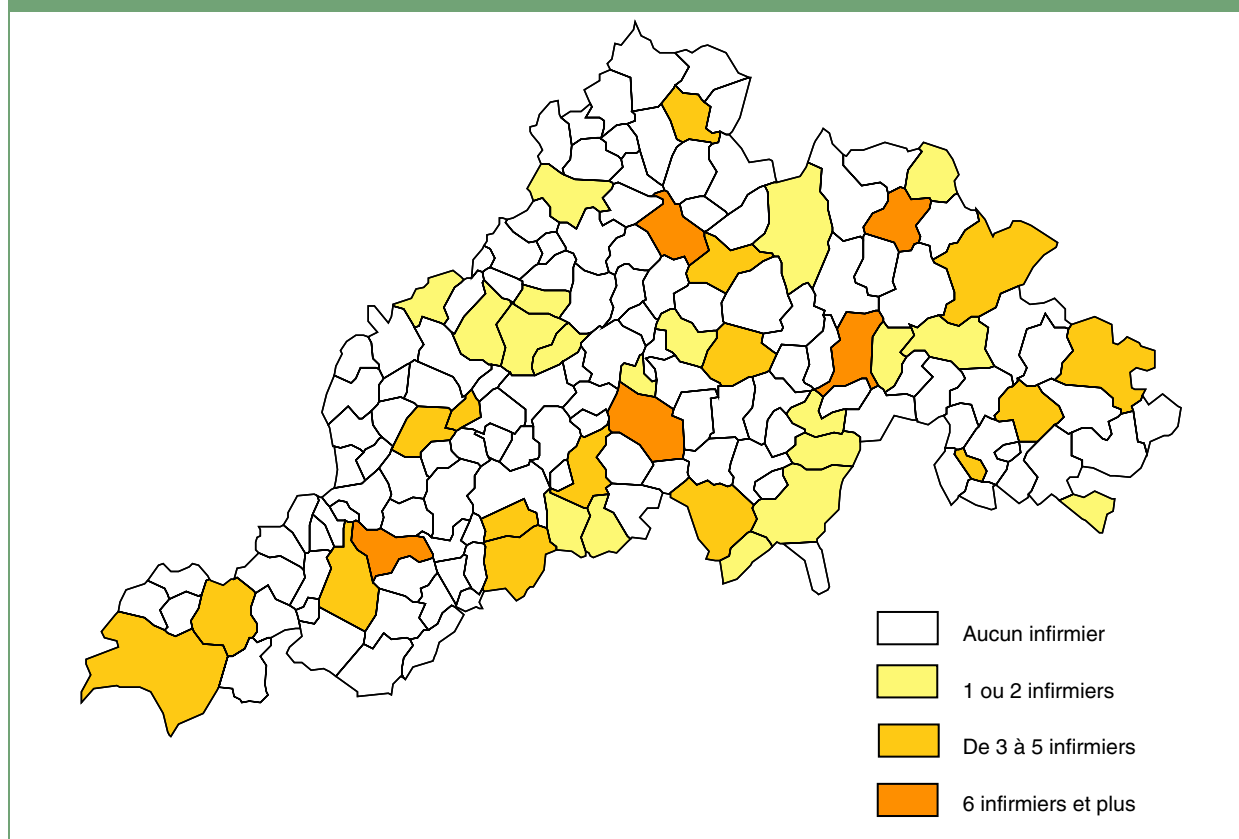 Aucun infirmier
1 ou 2 infirmiers
De 3 à 5 infirmiers
6 infirmiers et plus